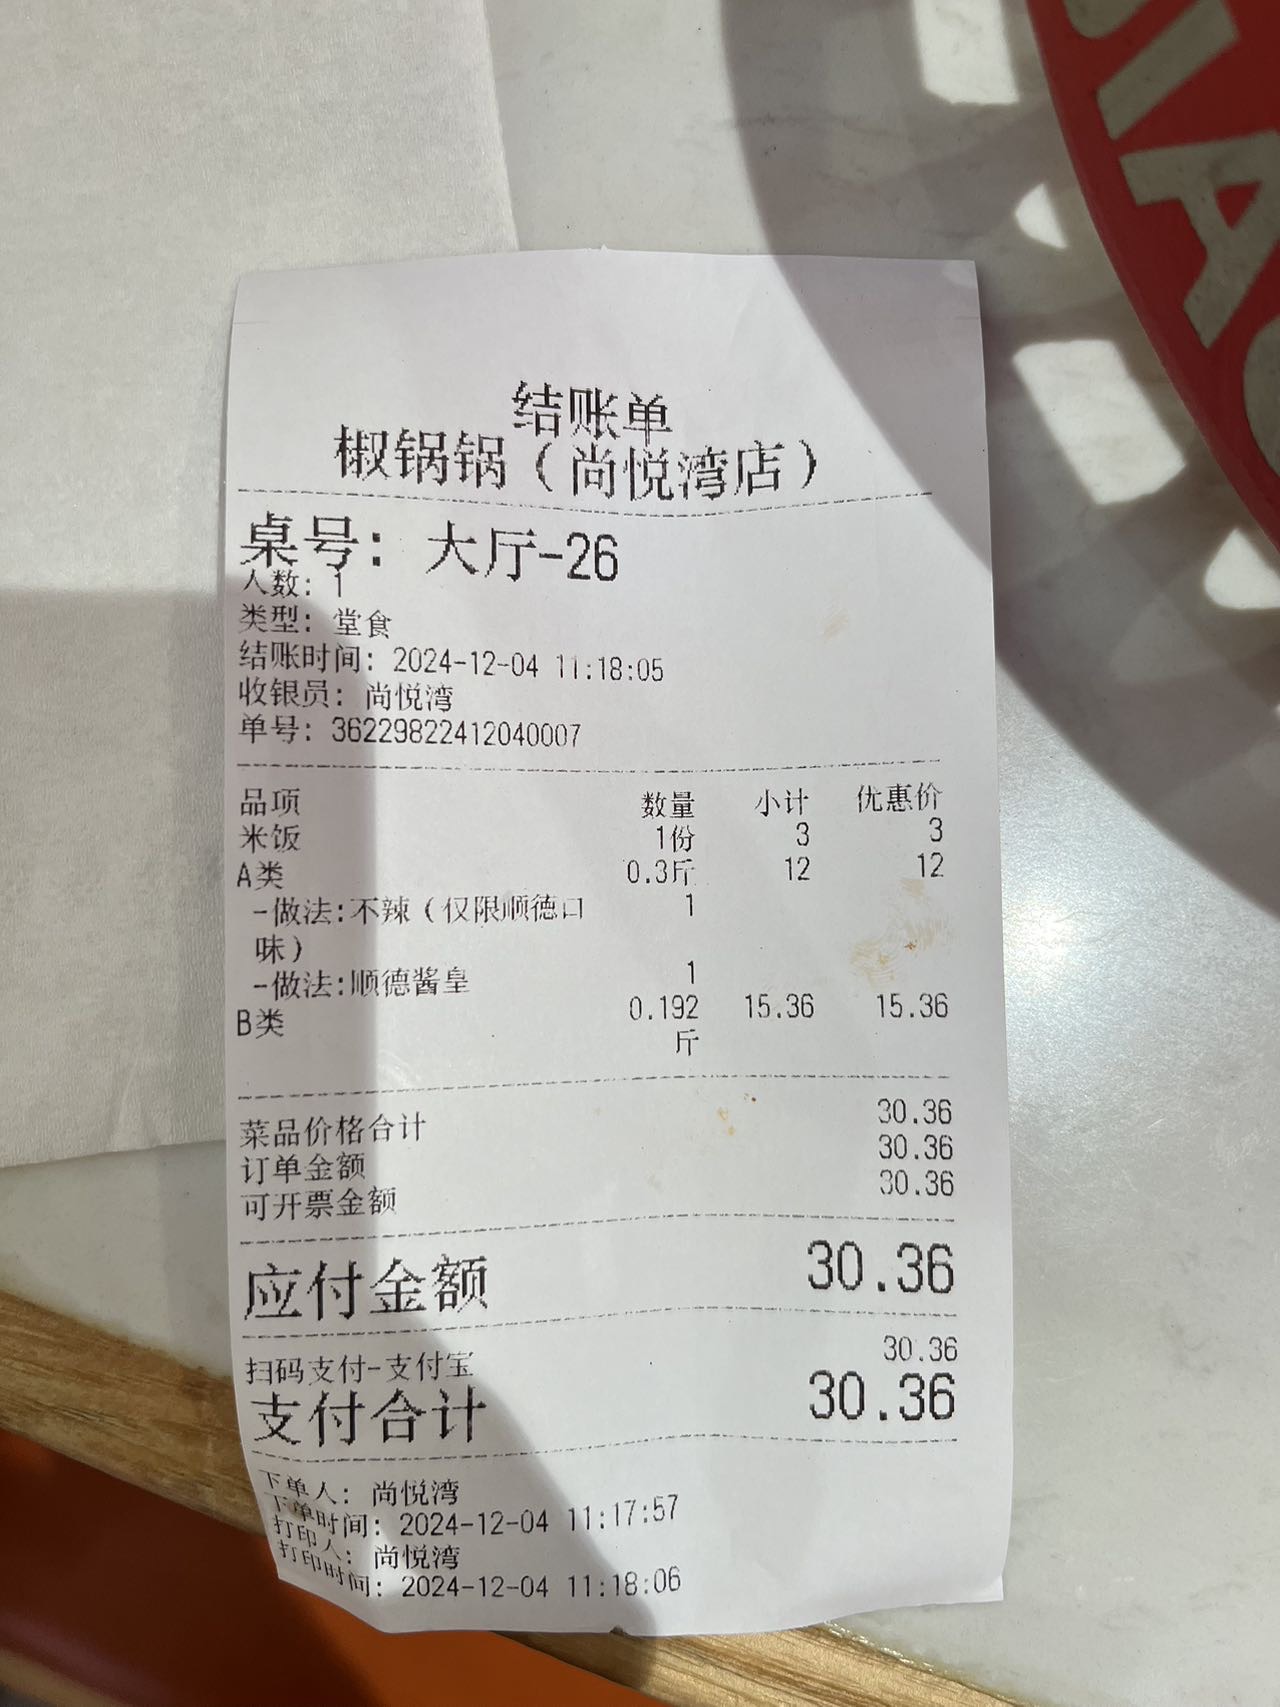 结账单
椒锅锅（尚悦湾店）
桌号：大厅-26
人数：1
类型：堂食
结账时间：2024-12-04 11:18:05
收银员：尚悦湾
单号：36229822412040007
品项 数量 小计 优惠价
米饭 1份 3 3
A类 0.3斤 12 12
-做法:不辣（仅限顺德口 1
味）
-做法:顺德酱皇 1
B类 0.192 15.36 15.36
斤
菜品价格合计 30.36
订单金额 30.36
可开票金额 30.36
应付金额 30.36
扫码支付-支付宝 30.36
支付合计 30.36
下单人：尚悦湾
下单时间：2024-12-04 11:17:57
打印人：尚悦湾
打印时间：2024-12-04 11:18:06